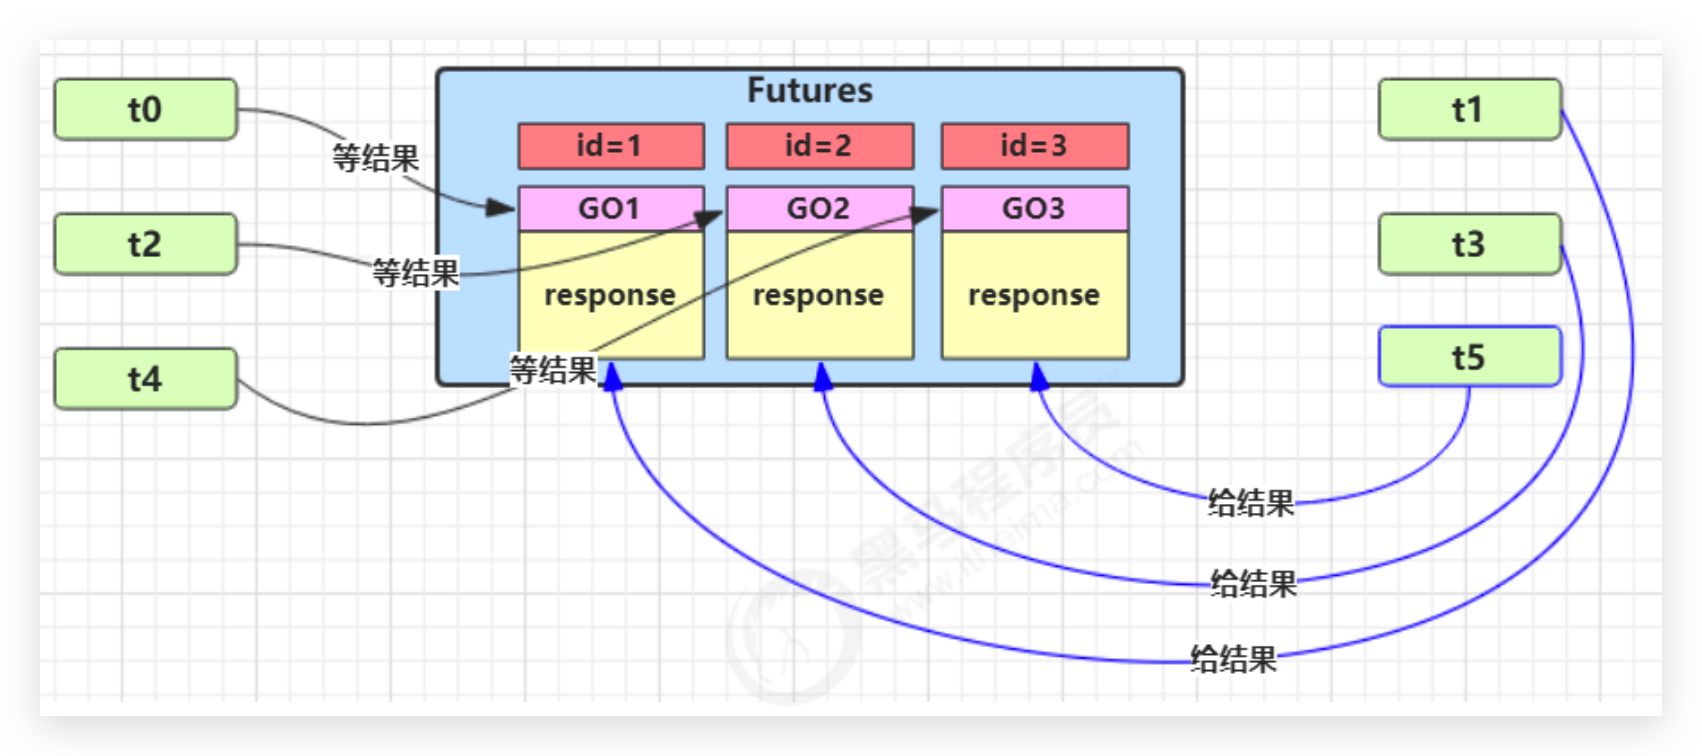 Futures
t0
t1
id=1
id=2
id=3
等结果
GO1
GO2
GO3
t2
t3
等结果
response
response
response
t5
等结果
t4
给结果
给结果
给结果
黑马程序员
www.itheima.com